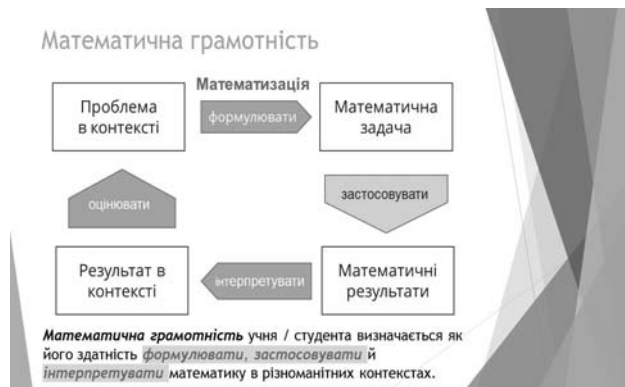 Математична грамотність
Математизація
Проблема
в контексті
формулювати
Математична
задача
оцінювати
застосовувати
Результат в
контексті
інтерпретувати
Математичні
результати
Математична грамотність учня / студента визначається як
його здатність формулювати, застосовувати й
інтерпретувати математику в різноманітних контекстах.